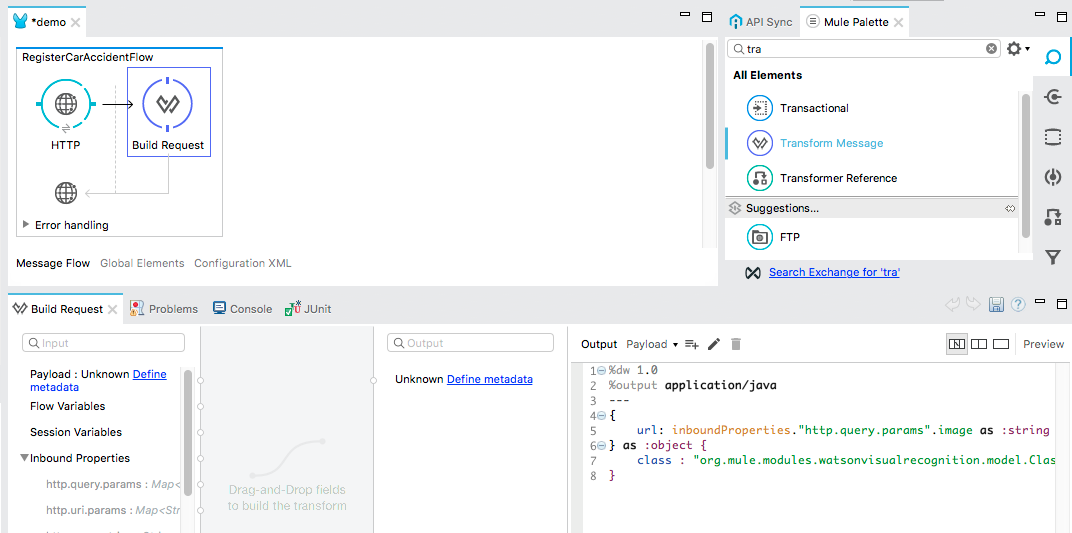 *demo
API Sync
Mule Palette
RegisterCarAccidentFlow
HTTP
Build Request
Error handling
Message Flow Global Elements Configuration XML
tra
All Elements
Transactional
Transform Message
Transformer Reference
Suggestions...
FTP
Search Exchange for 'tra'
Build Request
Problems
Console
JUnit
Input
Payload : Unknown Define
metadata
Flow Variables
Session Variables
Inbound Properties
http.query.params : Map<
http.uri.params : Map<Str
Drag-and-Drop fields
to build the transform
Output
Unknown Define metadata
Output Payload
Preview
1 %dw 1.0
2 %output application/java
3 ---
4 {
5 url: inboundProperties."http.query.params".image as :string
6 } as :object {
7 class : "org.mule.modules.watsonvisualrecognition.model.Clas
8 }